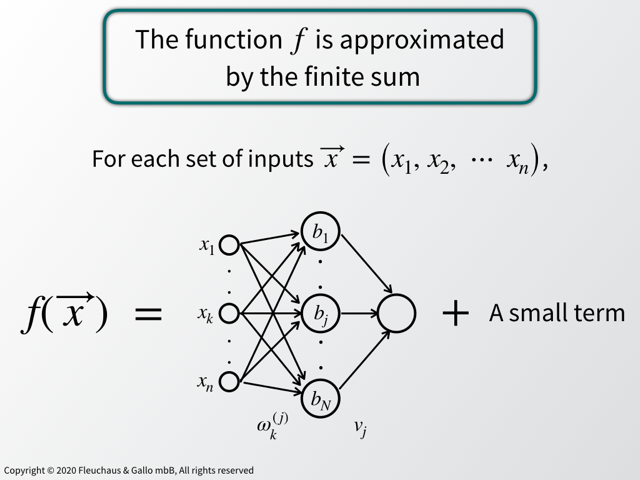 The function f is approximated
by the finite sum
For each set of inputs x⃗ = (x₁, x₂, ⋯ xₙ),
f(x⃗) =
x₁
xₖ
xₙ
b₁
bⱼ
b_N
ωₖ⁽ʲ⁾
vⱼ
+ A small term
Copyright © 2020 Fleuchaus & Gallo mbB, All rights reserved